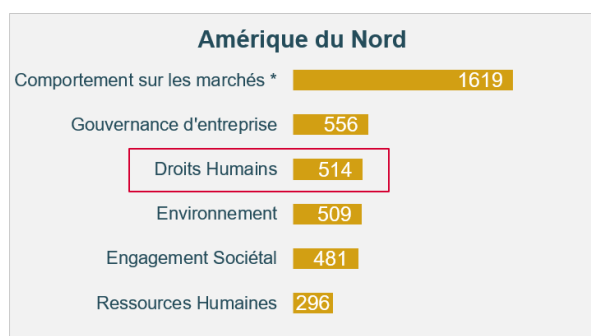 Amérique du Nord
Comportement sur les marchés * 1619
Gouvernance d'entreprise 556
Droits Humains 514
Environnement 509
Engagement Sociétal 481
Ressources Humaines 296